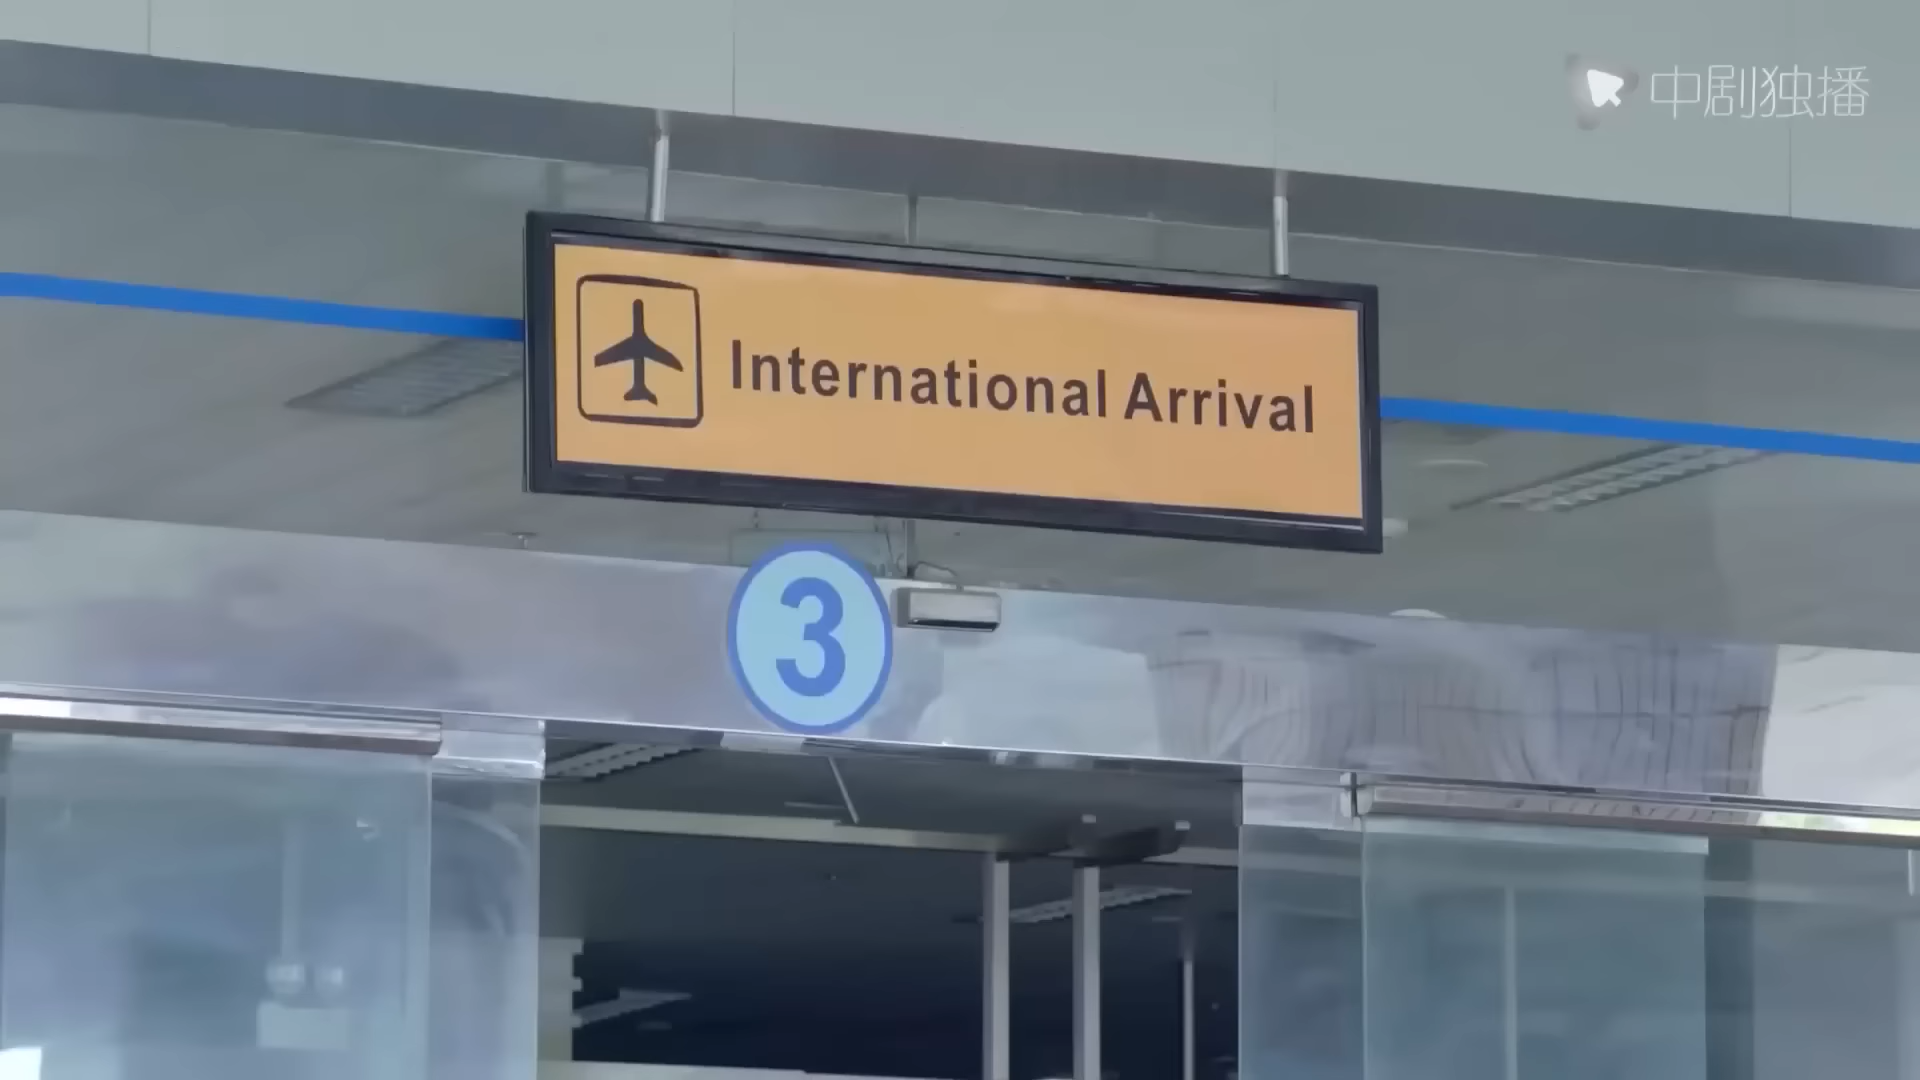 中剧独播
International Arrival
3